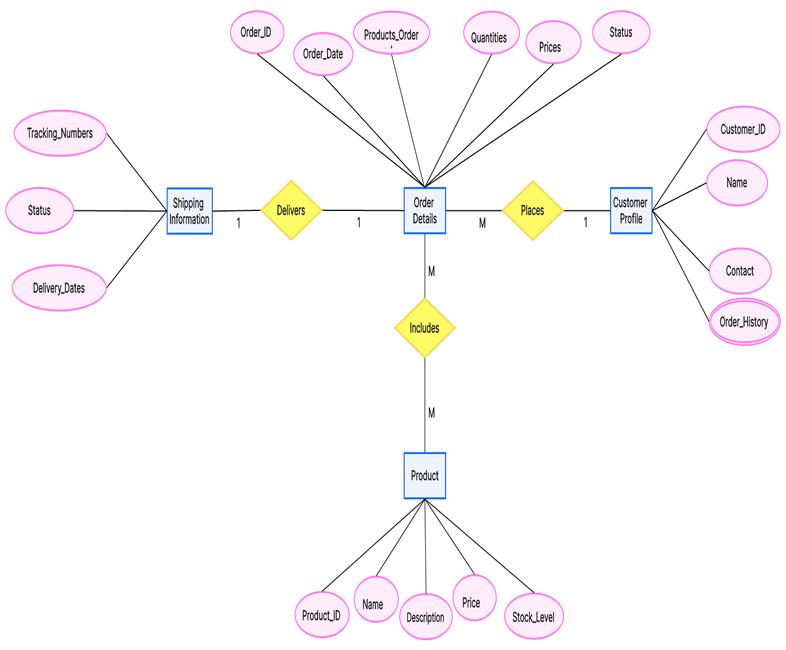 Order_ID
Order_Date
Products_Order
Quantities
Prices
Status
Tracking_Numbers
Status
Delivery_Dates
Shipping
Information
1
Delivers
1
Order
Details
M
Places
1
Customer
Profile
Customer_ID
Name
Contact
Order_History
M
Includes
M
Product
Product_ID
Name
Description
Price
Stock_Level